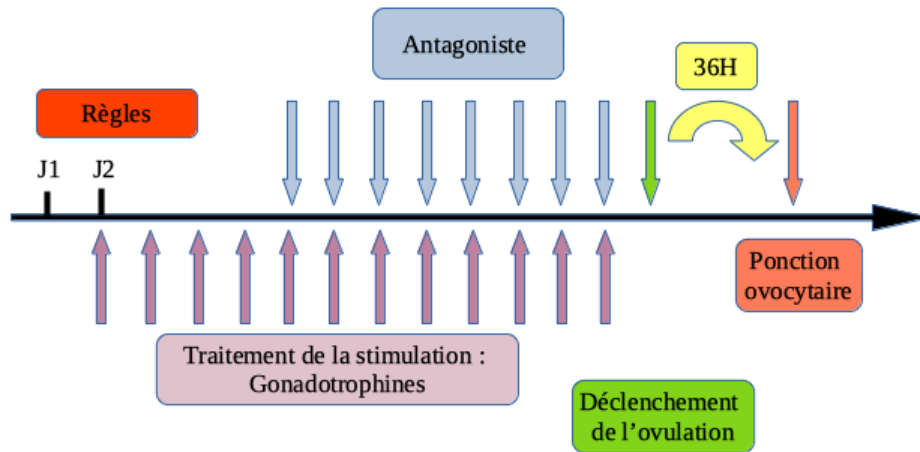 Antagoniste
36H
Règles
J1
J2
Ponction
ovocytaire
Traitement de la stimulation :
Gonadotrophines
Déclenchement
de l’ovulation